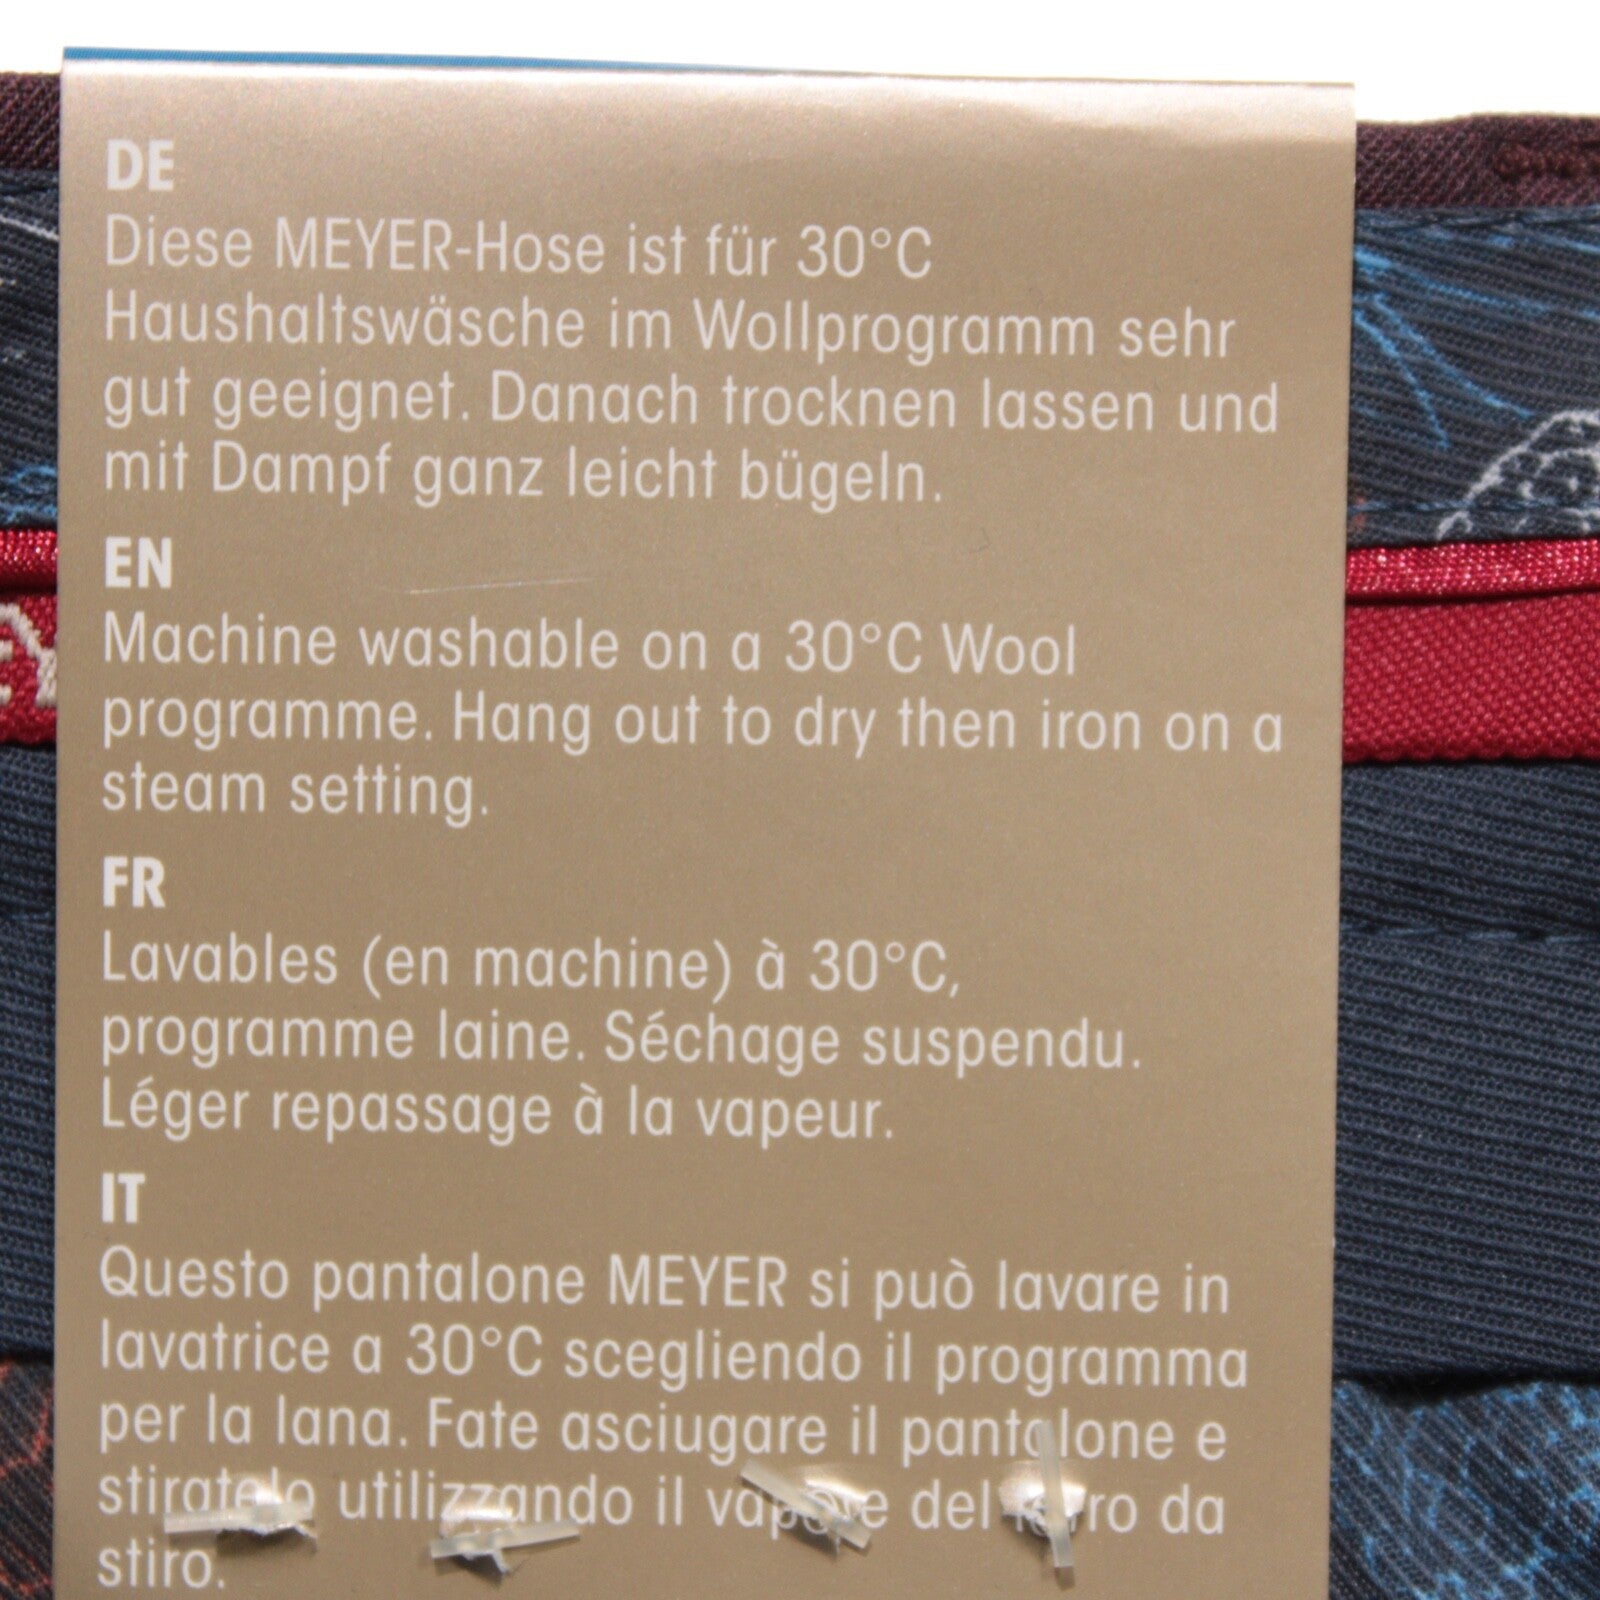 DE
Diese MEYER-Hose ist für 30°C
Haushaltswäsche im Wollprogramm sehr
gut geeignet. Danach trocknen lassen und
mit Dampf ganz leicht bügeln.
EN
Machine washable on a 30°C Wool
programme. Hang out to dry then iron on a
steam setting.
FR
Lavables (en machine) à 30°C,
programme laine. Séchage suspendu.
Léger repassage à la vapeur.
IT
Questo pantalone MEYER si può lavare in
lavatrice a 30°C scegliendo il programma
per la lana. Fate asciugare il pantalone e
stiratelo utilizzando il vapore del ferro da
stiro.